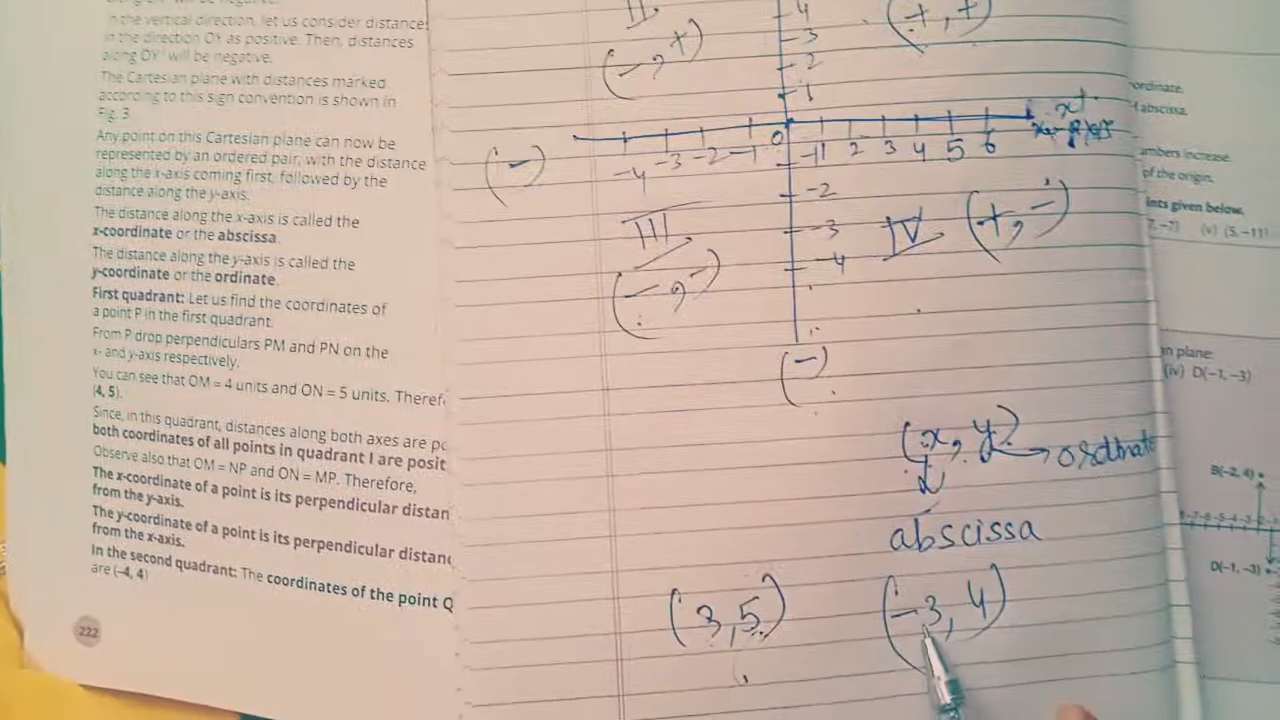 In the vertical direction, let us consider distance
in the direction OY as positive. Then, distances
along OY' will be negative.
The Cartesian plane with distances marked
according to this sign convention is shown in
Fig. 3
Any point on this Cartesian plane can now be
represented by an ordered pair, with the distance
along the x-axis coming first, followed by the
distance along the y-axis.
The distance along the x-axis is called the
x-coordinate or the abscissa.
The distance along the y-axis is called the
y-coordinate or the ordinate.
First quadrant: Let us find the coordinates of
a point P in the first quadrant.
From P drop perpendiculars PM and PN on the
x- and y-axis respectively.
You can see that OM = 4 units and ON = 5 units. Theref
(4, 5).
Since, in this quadrant, distances along both axes are po
both coordinates of all points in quadrant I are posit
Observe also that OM = NP and ON = MP. Therefore,
The x-coordinate of a point is its perpendicular distan
from the y-axis.
The y-coordinate of a point is its perpendicular distanc
from the x-axis.
In the second quadrant: The coordinates of the point Q
are (-4, 4)
222
II
(-, +)
(+, +)
4
3
2
1
(-)
-4 -3 -2 -1 0 1 2 3 4 5 6
-1
-2
-3
-4
III
(-, -)
IV (+, -)
(-)
(x, y) ordinate
abscissa
(3, 5) (-3, 4)
ordinate.
abscissa.
umbers increase
of the origin.
ints given below.
(v) (5, -11)
n plane:
(iv) D(-1, -3)
B(-2, 4)
D(-1, -3)